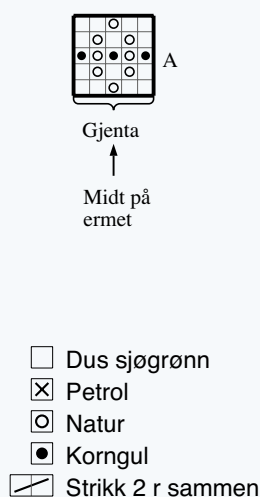 A
Gjenta
Midt på
ermet
Dus sjøgrønn
Petrol
Natur
Korngul
Strikk 2 r sammen